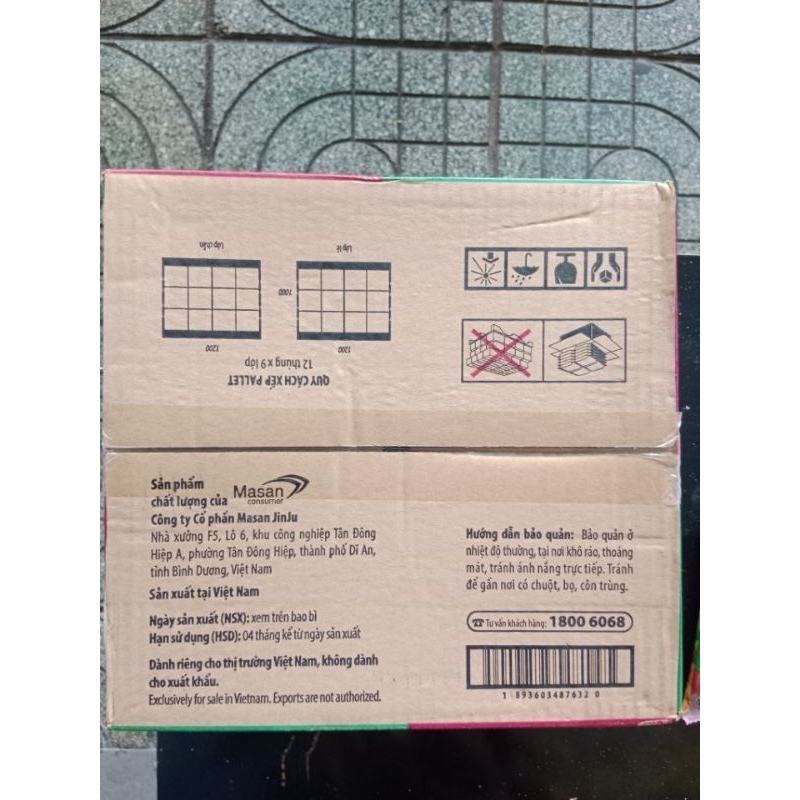 Lớp chẵn
Lớp lẻ
1000
1200
1200
12 thùng x 9 lớp
QUY CÁCH XẾP PALLET
Sản phẩm
chất lượng của
Masan
consumer
Công ty Cổ phần Masan JinJu
Nhà xưởng F5, Lô 6, khu công nghiệp Tân Đông
Hiệp A, phường Tân Đông Hiệp, thành phố Dĩ An,
tỉnh Bình Dương, Việt Nam
Sản xuất tại Việt Nam
Ngày sản xuất (NSX): xem trên bao bì
Hạn sử dụng (HSD): 04 tháng kể từ ngày sản xuất
Dành riêng cho thị trường Việt Nam, không dành
cho xuất khẩu.
Exclusively for sale in Vietnam. Exports are not authorized.
Hướng dẫn bảo quản: Bảo quản ở
nhiệt độ thường, tại nơi khô ráo, thoáng
mát, tránh ánh nắng trực tiếp. Tránh
để gần nơi có chuột, bọ, côn trùng.
Tư vấn khách hàng: 1800 6068
1 8936034876320